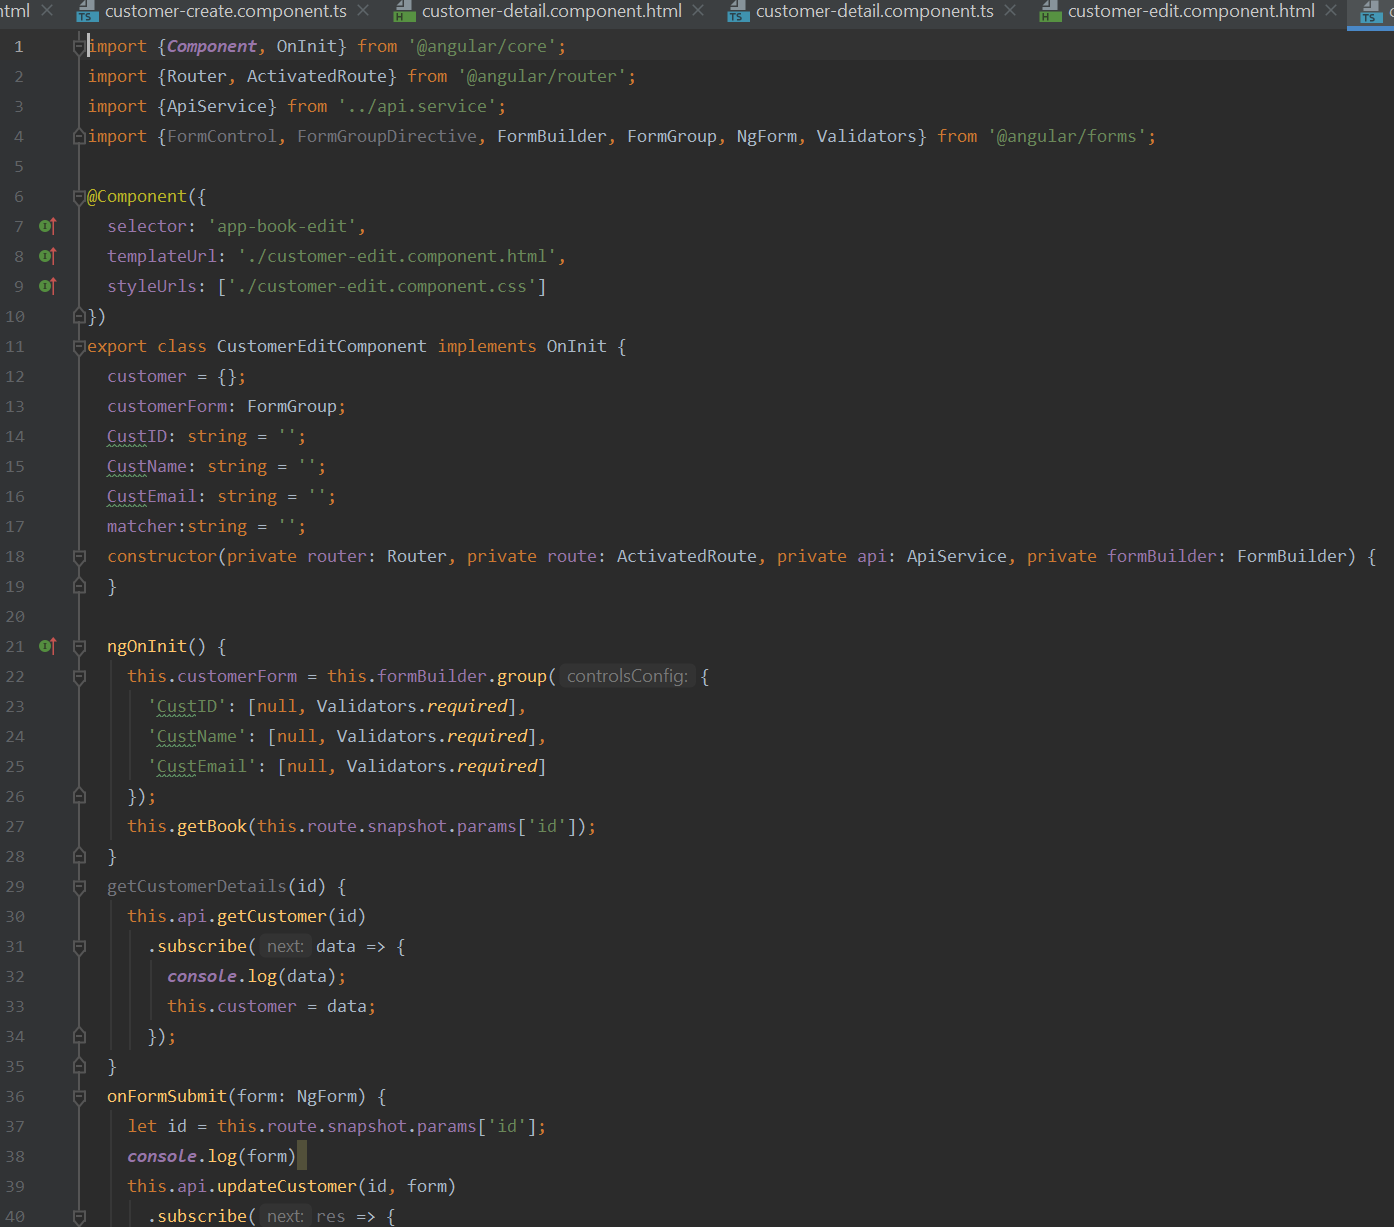 html customer-create.component.ts customer-detail.component.html customer-detail.component.ts customer-edit.component.html
1 import {Component, OnInit} from '@angular/core';
2 import {Router, ActivatedRoute} from '@angular/router';
3 import {ApiService} from '../api.service';
4 import {FormControl, FormGroupDirective, FormBuilder, FormGroup, NgForm, Validators} from '@angular/forms';
5
6 @Component({
7 selector: 'app-book-edit',
8 templateUrl: './customer-edit.component.html',
9 styleUrls: ['./customer-edit.component.css']
10 })
11 export class CustomerEditComponent implements OnInit {
12 customer = {};
13 customerForm: FormGroup;
14 CustID: string = '';
15 CustName: string = '';
16 CustEmail: string = '';
17 matcher:string = '';
18 constructor(private router: Router, private route: ActivatedRoute, private api: ApiService, private formBuilder: FormBuilder) {
19 }
20
21 ngOnInit() {
22 this.customerForm = this.formBuilder.group( controlsConfig: {
23 'CustID': [null, Validators.required],
24 'CustName': [null, Validators.required],
25 'CustEmail': [null, Validators.required]
26 });
27 this.getBook(this.route.snapshot.params['id']);
28 }
29 getCustomerDetails(id) {
30 this.api.getCustomer(id)
31 .subscribe( next: data => {
32 console.log(data);
33 this.customer = data;
34 });
35 }
36 onFormSubmit(form: NgForm) {
37 let id = this.route.snapshot.params['id'];
38 console.log(form)
39 this.api.updateCustomer(id, form)
40 .subscribe( next: res => {